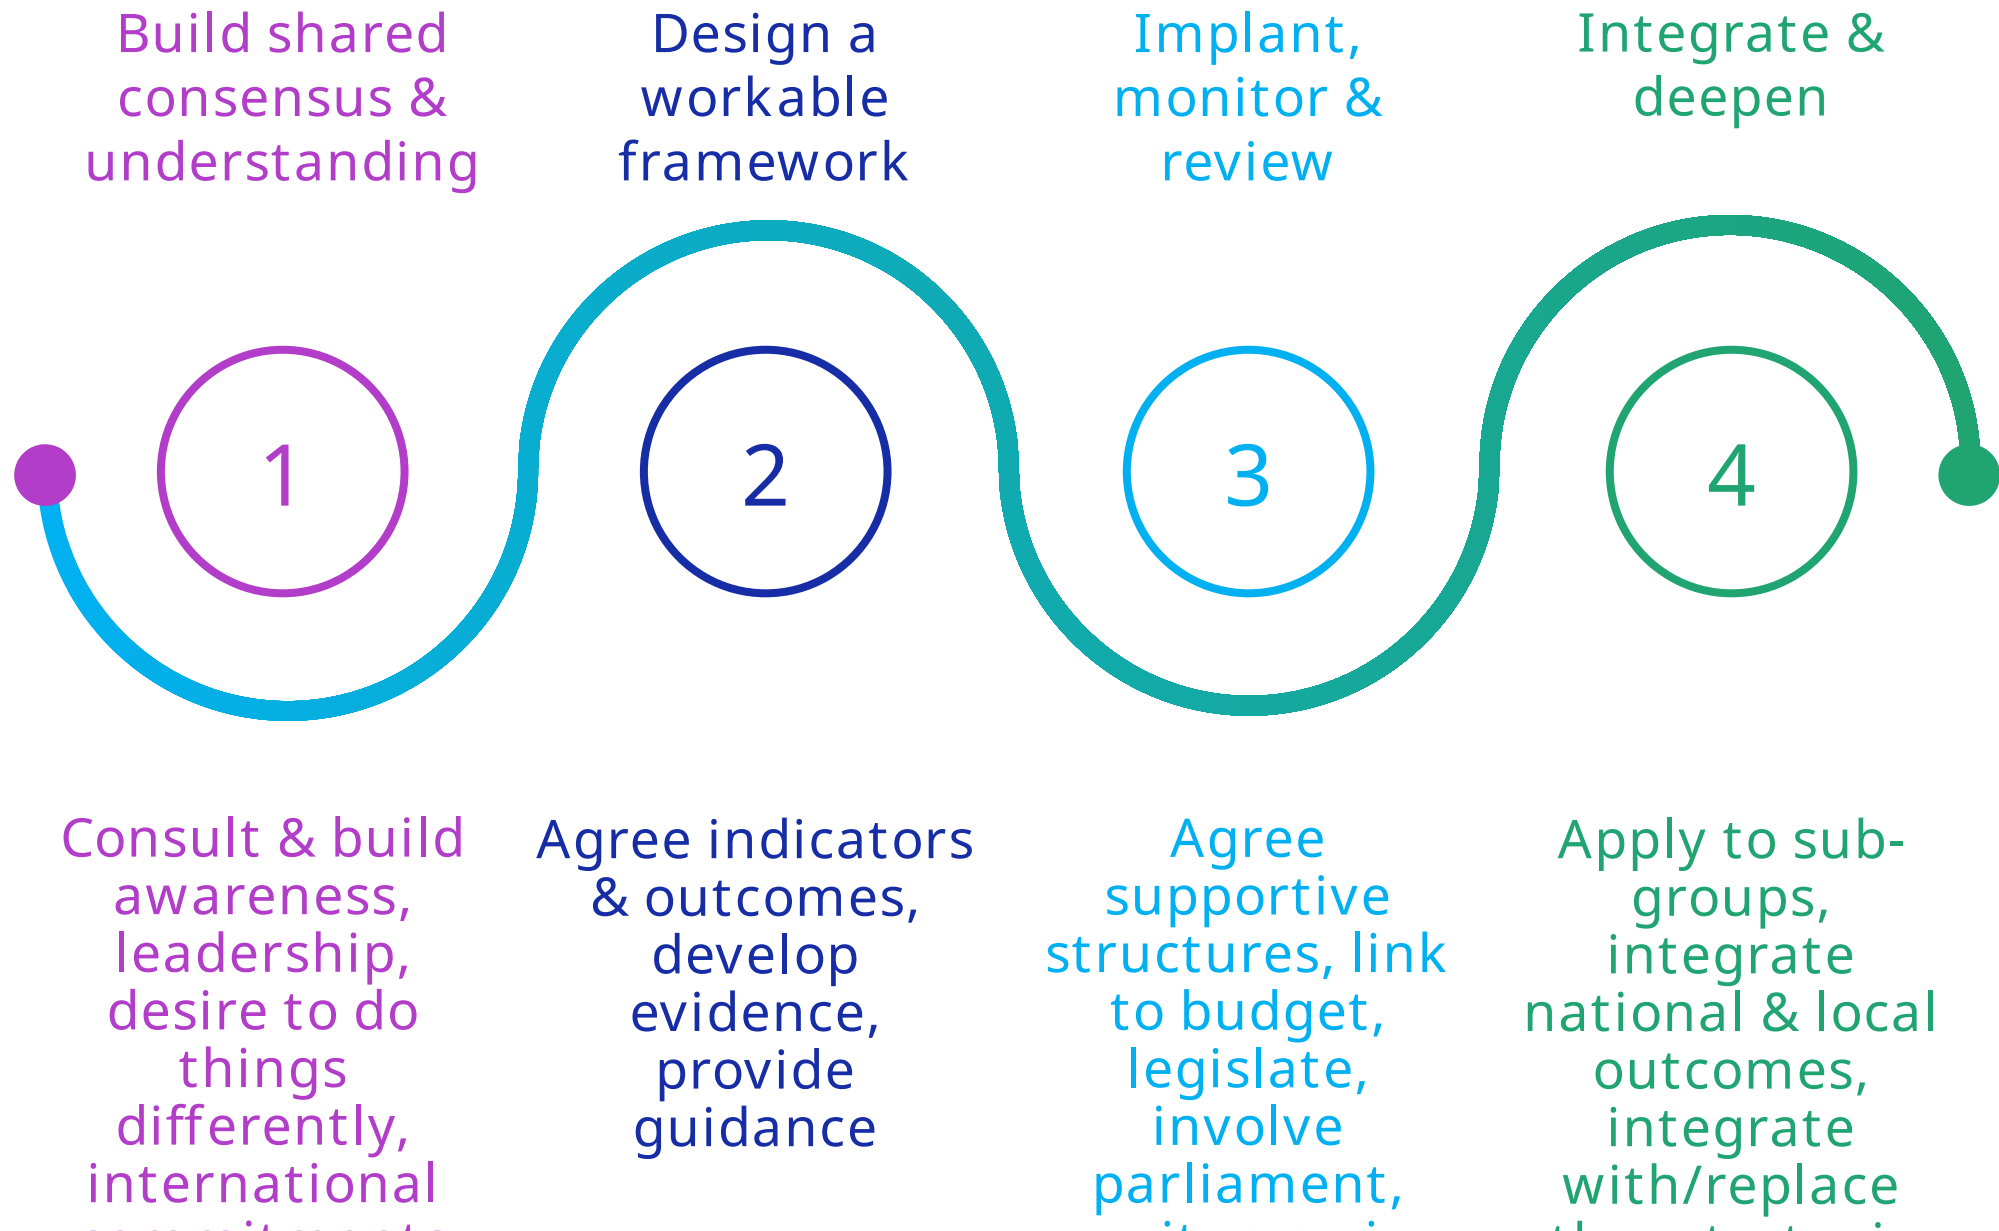 Build shared
consensus &
understanding
Design a
workable
framework
Implant,
monitor &
review
Integrate &
deepen
1
2
3
4
Consult & build
awareness,
leadership,
desire to do
things
differently,
international
Agree indicators
& outcomes,
develop
evidence,
provide
guidance
Agree
supportive
structures, link
to budget,
legislate,
involve
parliament,
Apply to sub-
groups,
integrate
national & local
outcomes,
integrate
with/replace